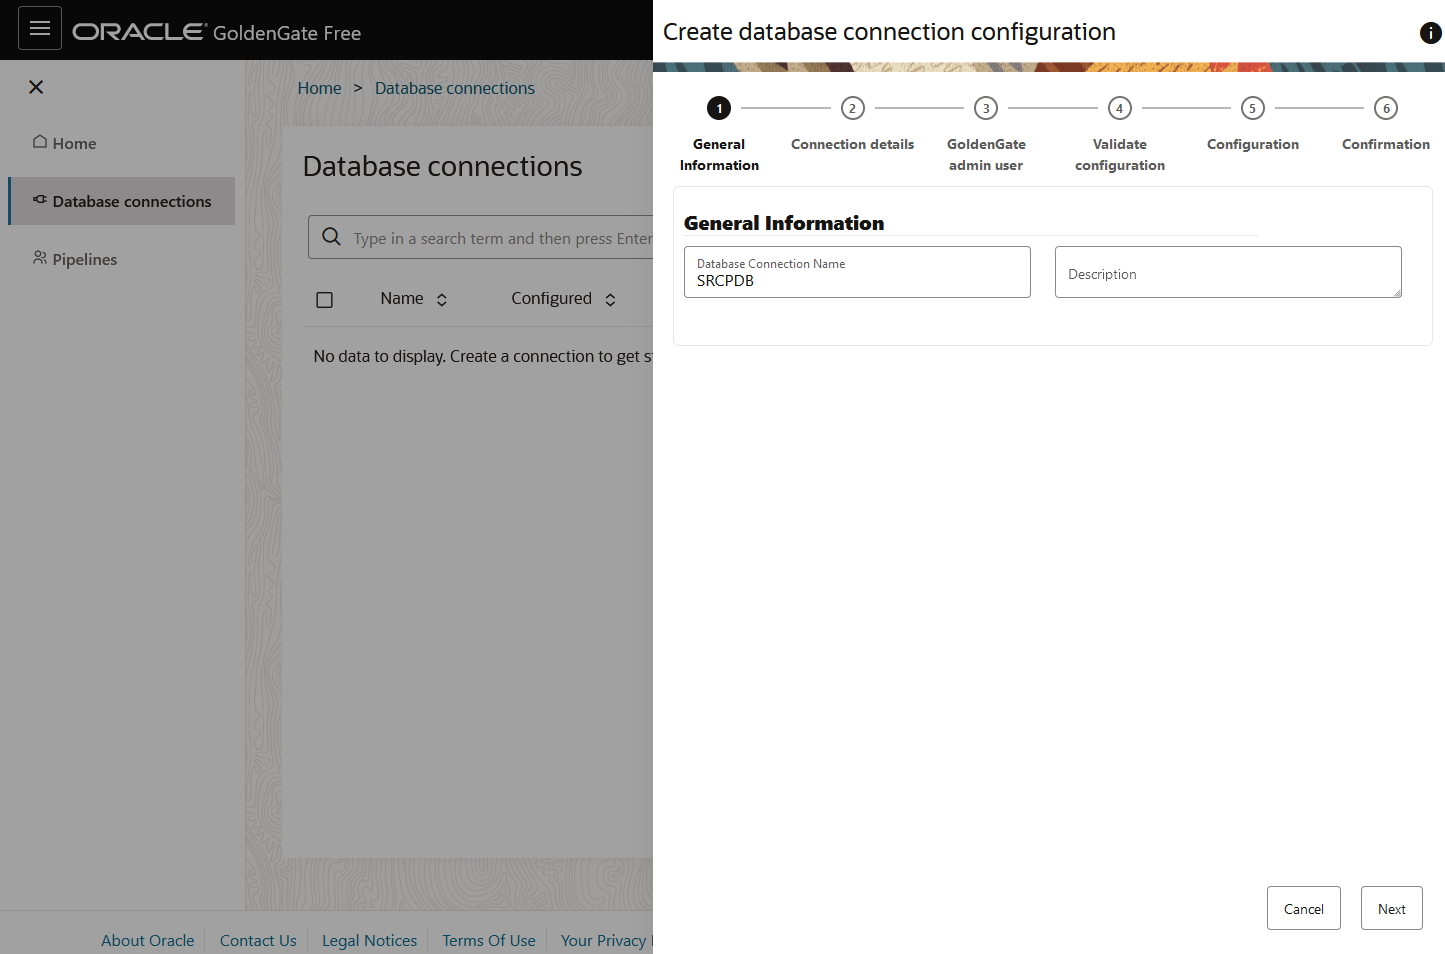 ORACLE GoldenGate Free
Home
Database connections
Pipelines
Home > Database connections
Database connections
Type in a search term and then press Enter
Name
Configured
No data to display. Create a connection to get
About Oracle
Contact Us
Legal Notices
Terms Of Use
Your Privacy
Create database connection configuration
i
1
2
3
4
5
6
General Information
Connection details
GoldenGate admin user
Validate configuration
Configuration
Confirmation
General Information
Database Connection Name
SRCPDB
Description
Cancel
Next